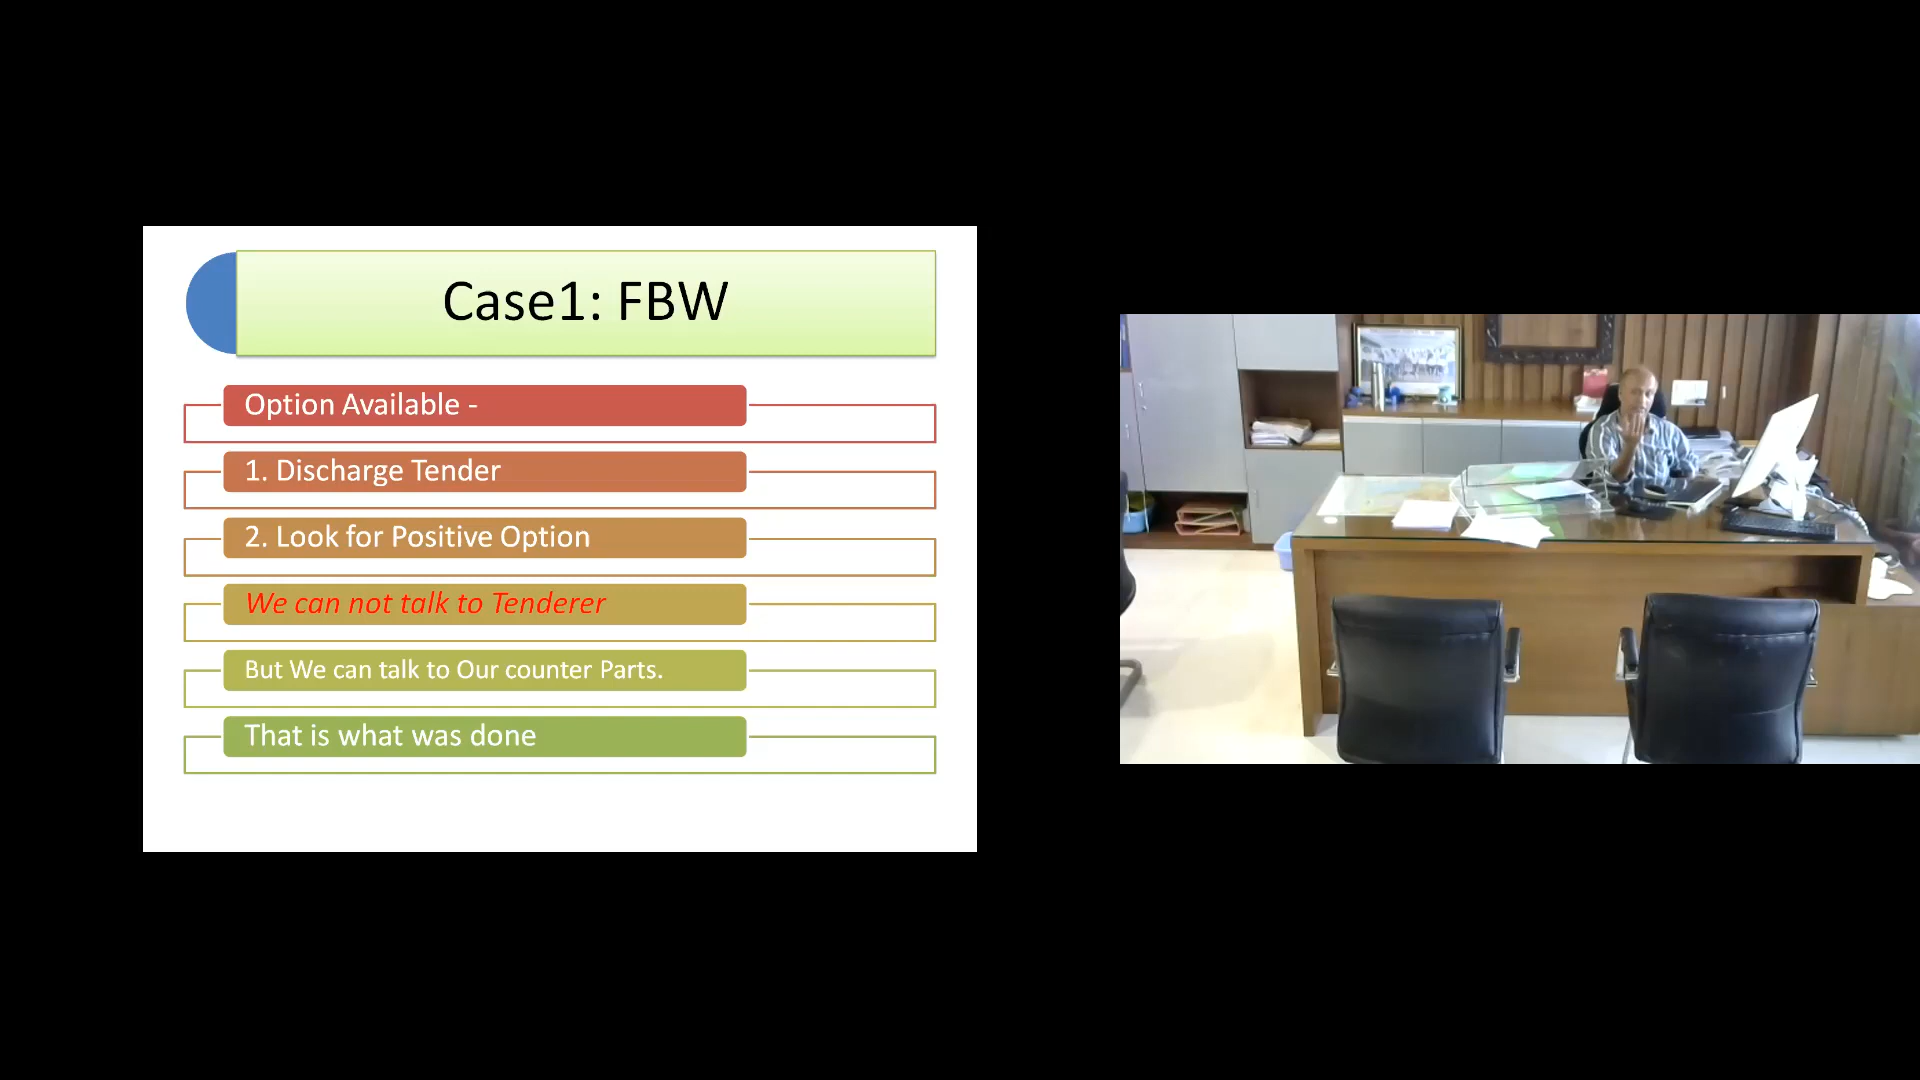 Case1: FBW
Option Available -
1. Discharge Tender
2. Look for Positive Option
We can not talk to Tenderer
But We can talk to Our counter Parts.
That is what was done